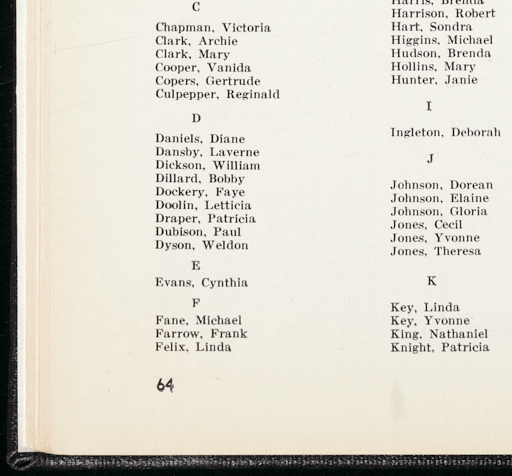 C
Chapman, Victoria
Clark, Archie
Clark, Mary
Cooper, Vanida
Copers, Gertrude
Culpepper, Reginald
D
Daniels, Diane
Dansby, Laverne
Dickson, William
Dillard, Bobby
Dockery, Faye
Doolin, Letticia
Draper, Patricia
Dubison, Paul
Dyson, Weldon
E
Evans, Cynthia
F
Fane, Michael
Farrow, Frank
Felix, Linda
64
Harris, Brenda
Harrison, Robert
Hart, Sondra
Higgins, Michael
Hudson, Brenda
Hollins, Mary
Hunter, Janie
I
Ingleton, Deborah
J
Johnson, Dorean
Johnson, Elaine
Johnson, Gloria
Jones, Cecil
Jones, Yvonne
Jones, Theresa
K
Key, Linda
Key, Yvonne
King, Nathaniel
Knight, Patricia